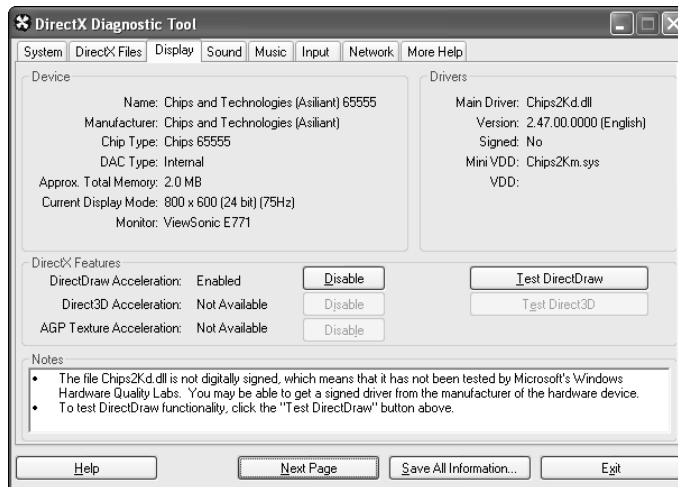 DirectX Diagnostic Tool
System DirectX Files Display Sound Music Input Network More Help
Device
Name: Chips and Technologies (Asiliant) 65555
Manufacturer: Chips and Technologies (Asiliant)
Chip Type: Chips 65555
DAC Type: Internal
Approx. Total Memory: 2.0 MB
Current Display Mode: 800 x 600 (24 bit) (75Hz)
Monitor: ViewSonic E771
Drivers
Main Driver: Chips2Kd.dll
Version: 2.47.00.0000 (English)
Signed: No
Mini VDD: Chips2Km.sys
VDD:
DirectX Features
DirectDraw Acceleration: Enabled Disable Test DirectDraw
Direct3D Acceleration: Not Available Disable Test Direct3D
AGP Texture Acceleration: Not Available Disable
Notes
• The file Chips2Kd.dll is not digitally signed, which means that it has not been tested by Microsoft's Windows
Hardware Quality Labs. You may be able to get a signed driver from the manufacturer of the hardware device.
• To test DirectDraw functionality, click the "Test DirectDraw" button above.
Help Next Page Save All Information... Exit